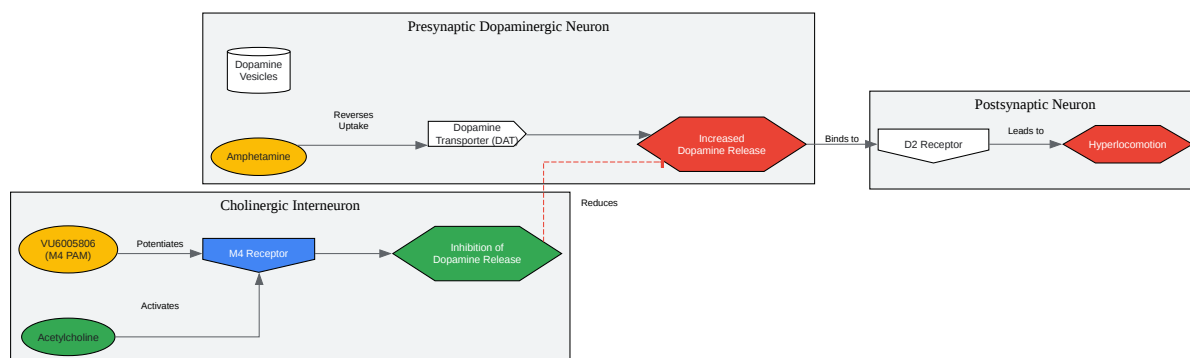 Presynaptic Dopaminergic Neuron
Dopamine
Vesicles
Reverses
Uptake
Amphetamine
Dopamine
Transporter (DAT)
Increased
Dopamine Release
Binds to
Postsynaptic Neuron
D2 Receptor
Leads to
Hyperlocomotion
Cholinergic Interneuron
Reduces
VU6005806
(M4 PAM)
Potentiates
M4 Receptor
Inhibition of
Dopamine Release
Activates
Acetylcholine